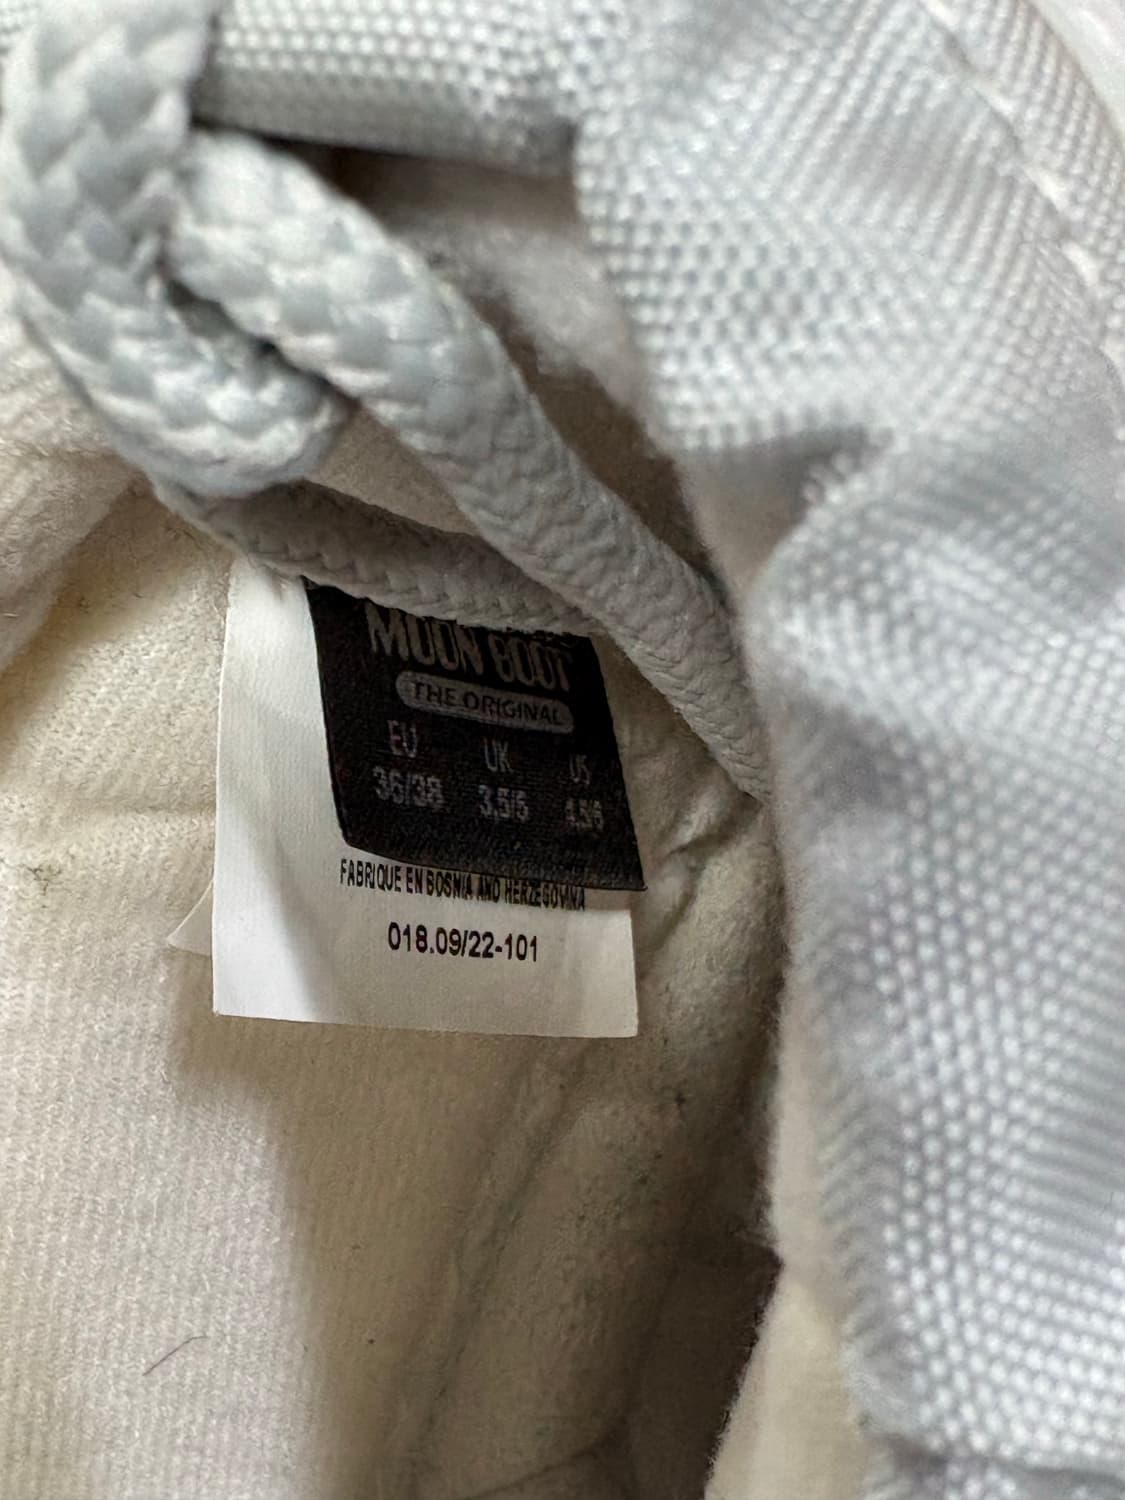 MOON BOOT
THE ORIGINAL
EU UK US
36/38 3.5/5 4.5/6
FABRIQUE EN BOSNIA AND HERZEGOVINA
018.09/22-101